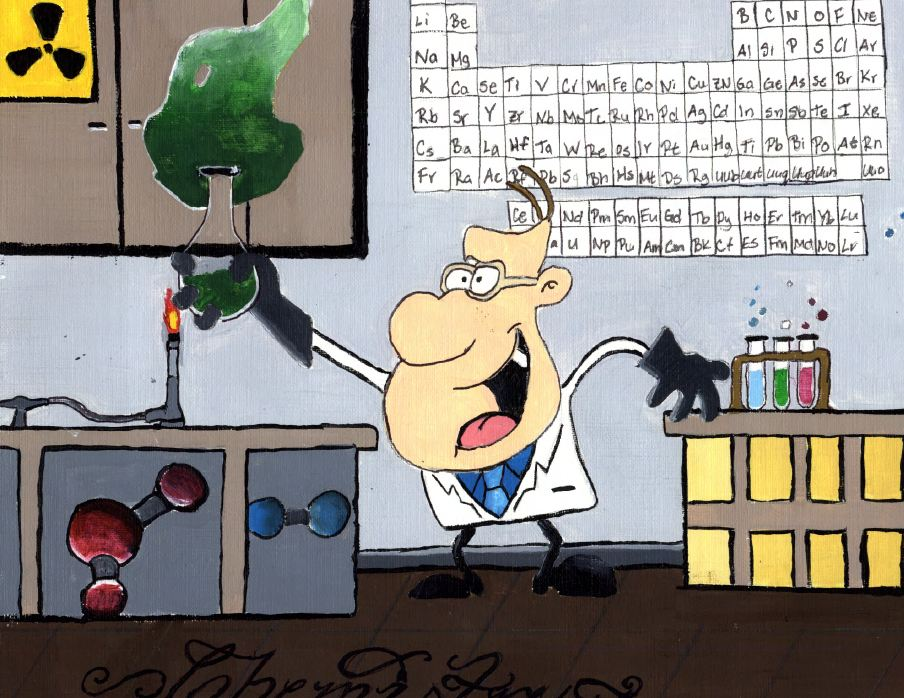 Li Be B C N O F Ne
Na Mg Al Si P S Cl Ar
K Ca Se Ti V Cr Mn Fe Co Ni Cu ZN Ga Ge As Se Br Kr
Rb Sr Y Zr Nb Mo Tc Ru Rh Pd Ag Cd In Sn Sb Te I Xe
Cs Ba La Hf Ta W Re Os Ir Pt Au Hg Ti Pb Bi Po At Rn
Fr Ra Ac Rf Db Sg Bh Hs Mt Ds Rg Uub Uut Uuq Uup Uuh Uuo
Ce Nd Pm Sm Eu Gd Tb Dy Ho Er Tm Yb Lu
a U Np Pu Am Cm BK Cf ES Fm Md No Lr